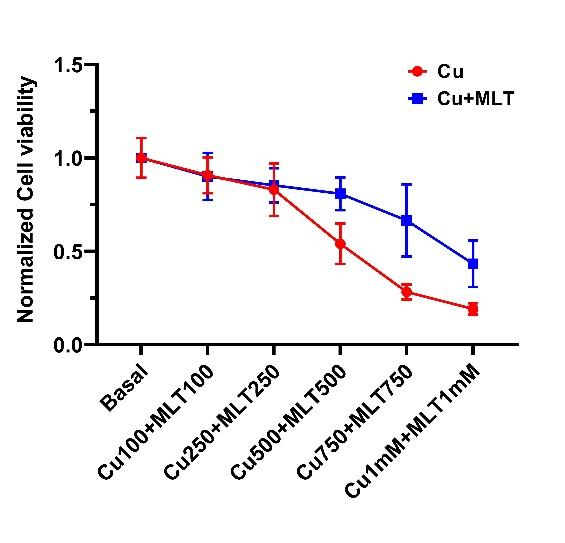 Normalized Cell viability
1.5
1.0
0.5
0.0
Cu
Cu+MLT
Basal
Cu100+MLT100
Cu250+MLT250
Cu500+MLT500
Cu750+MLT750
Cu1mM+MLT1mM